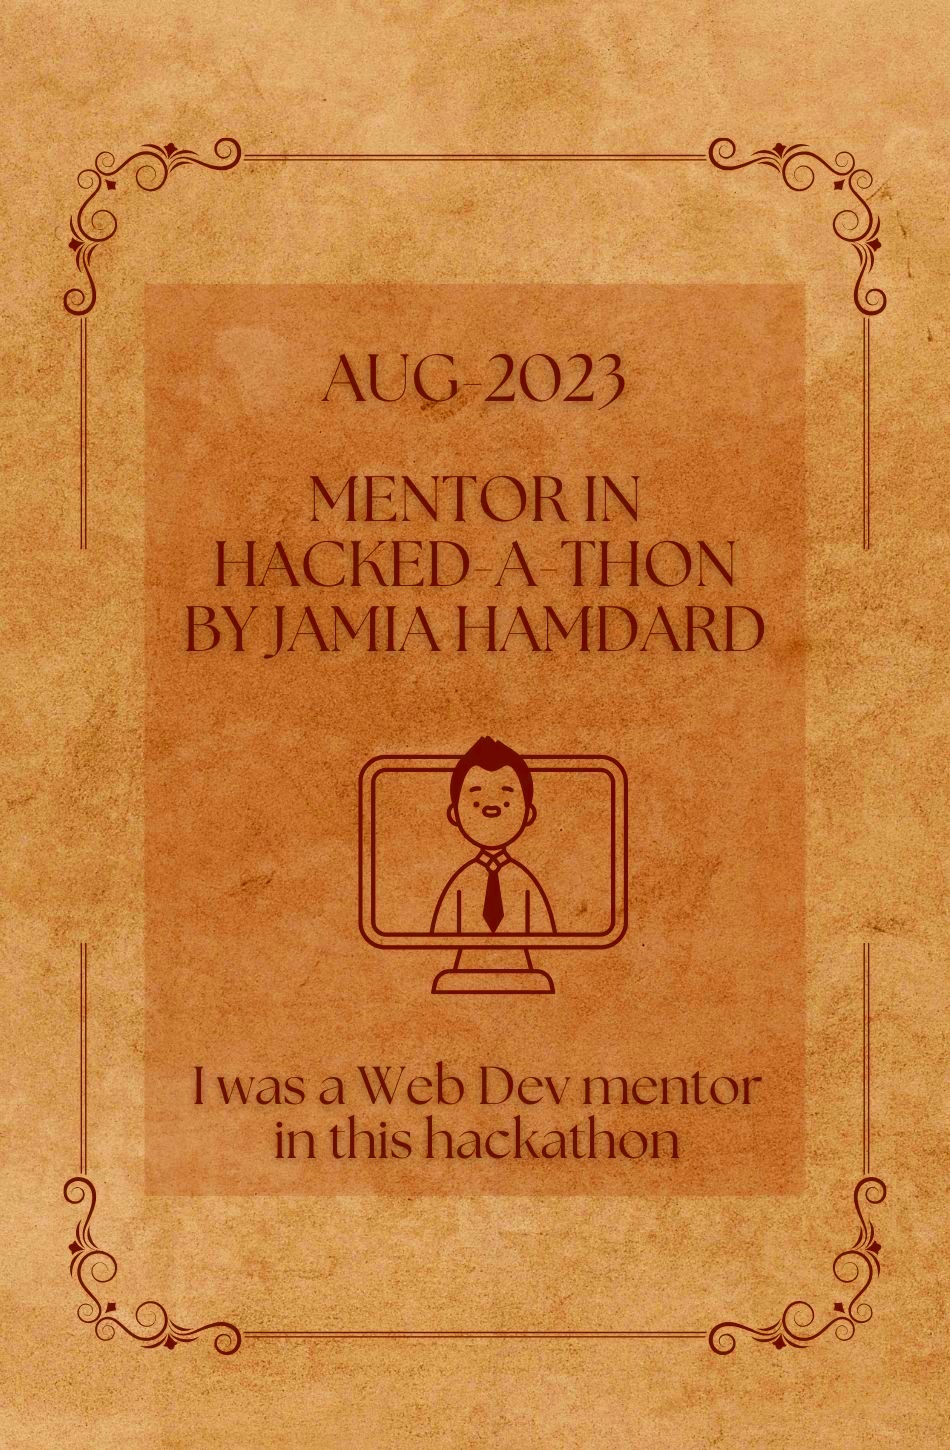 AUG-2023
MENTOR IN
HACKED-A-THON
BY JAMIA HAMDARD
I was a Web Dev mentor
in this hackathon